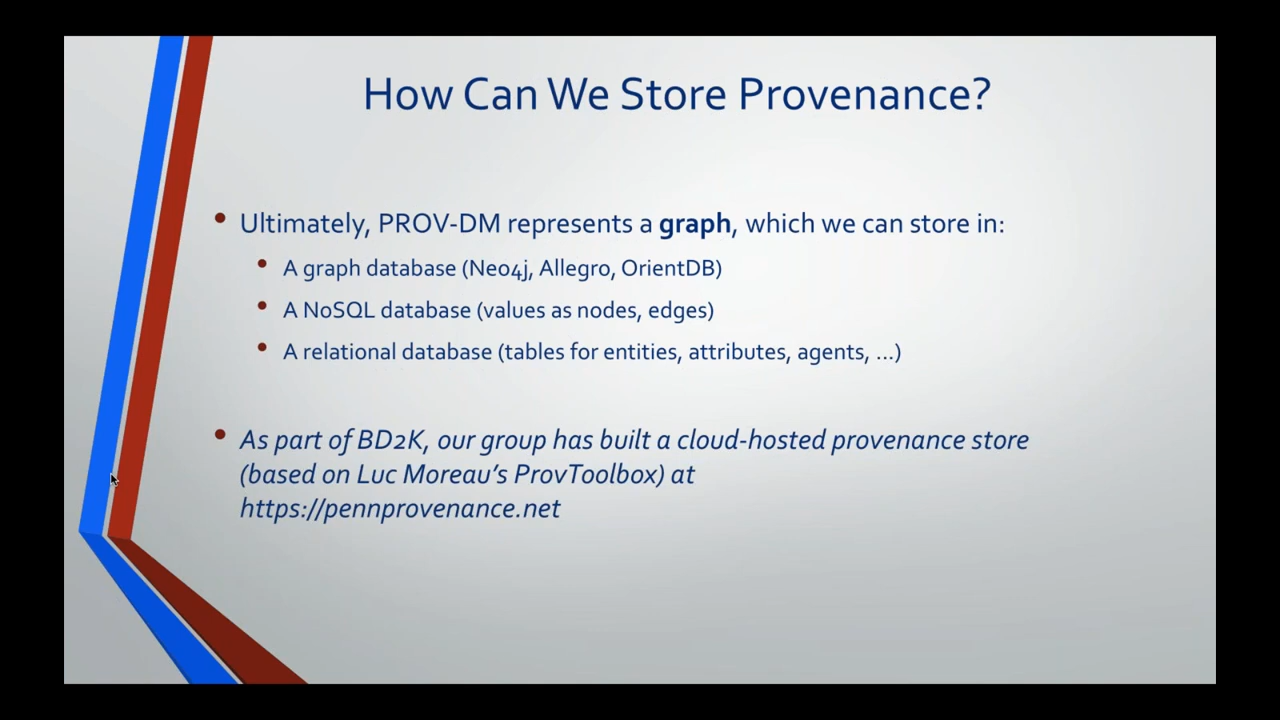 How Can We Store Provenance?
• Ultimately, PROV-DM represents a graph, which we can store in:
• A graph database (Neo4j, Allegro, OrientDB)
• A NoSQL database (values as nodes, edges)
• A relational database (tables for entities, attributes, agents, ...)
• As part of BD2K, our group has built a cloud-hosted provenance store
(based on Luc Moreau's ProvToolbox) at
https://pennprovenance.net